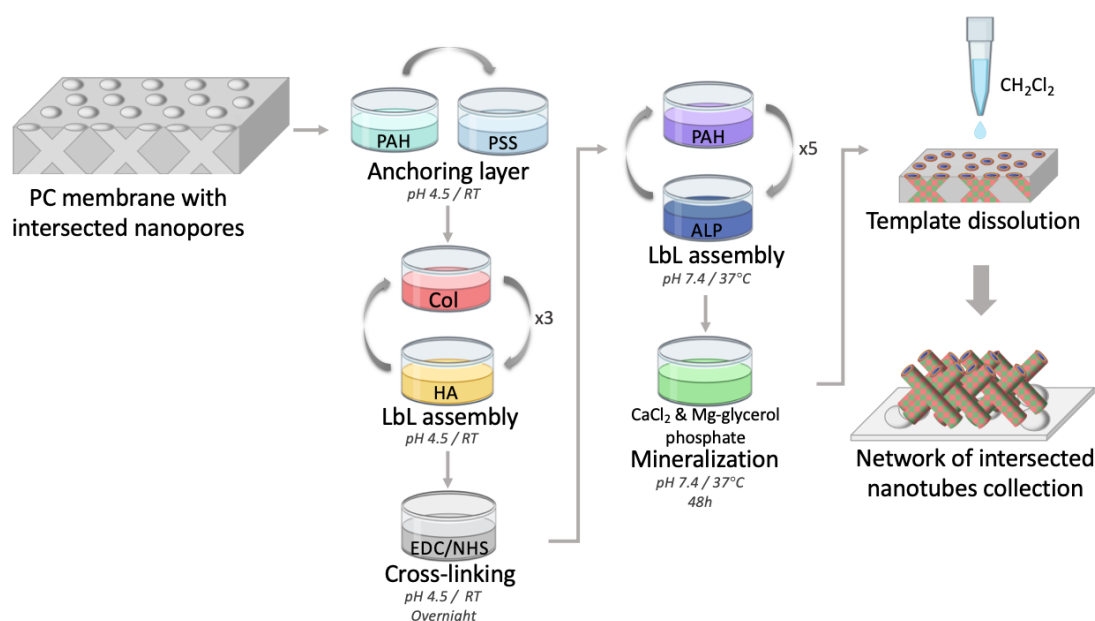 PC membrane with
intersected nanopores
PAH
PSS
Anchoring layer
pH 4.5 / RT
Col
x3
HA
LbL assembly
pH 4.5 / RT
EDC/NHS
Cross-linking
pH 4.5 / RT
Overnight
PAH
x5
ALP
LbL assembly
pH 7.4 / 37°C
CaCl₂ & Mg-glycerol
phosphate
Mineralization
pH 7.4 / 37°C
48h
CH₂Cl₂
Template dissolution
Network of intersected
nanotubes collection